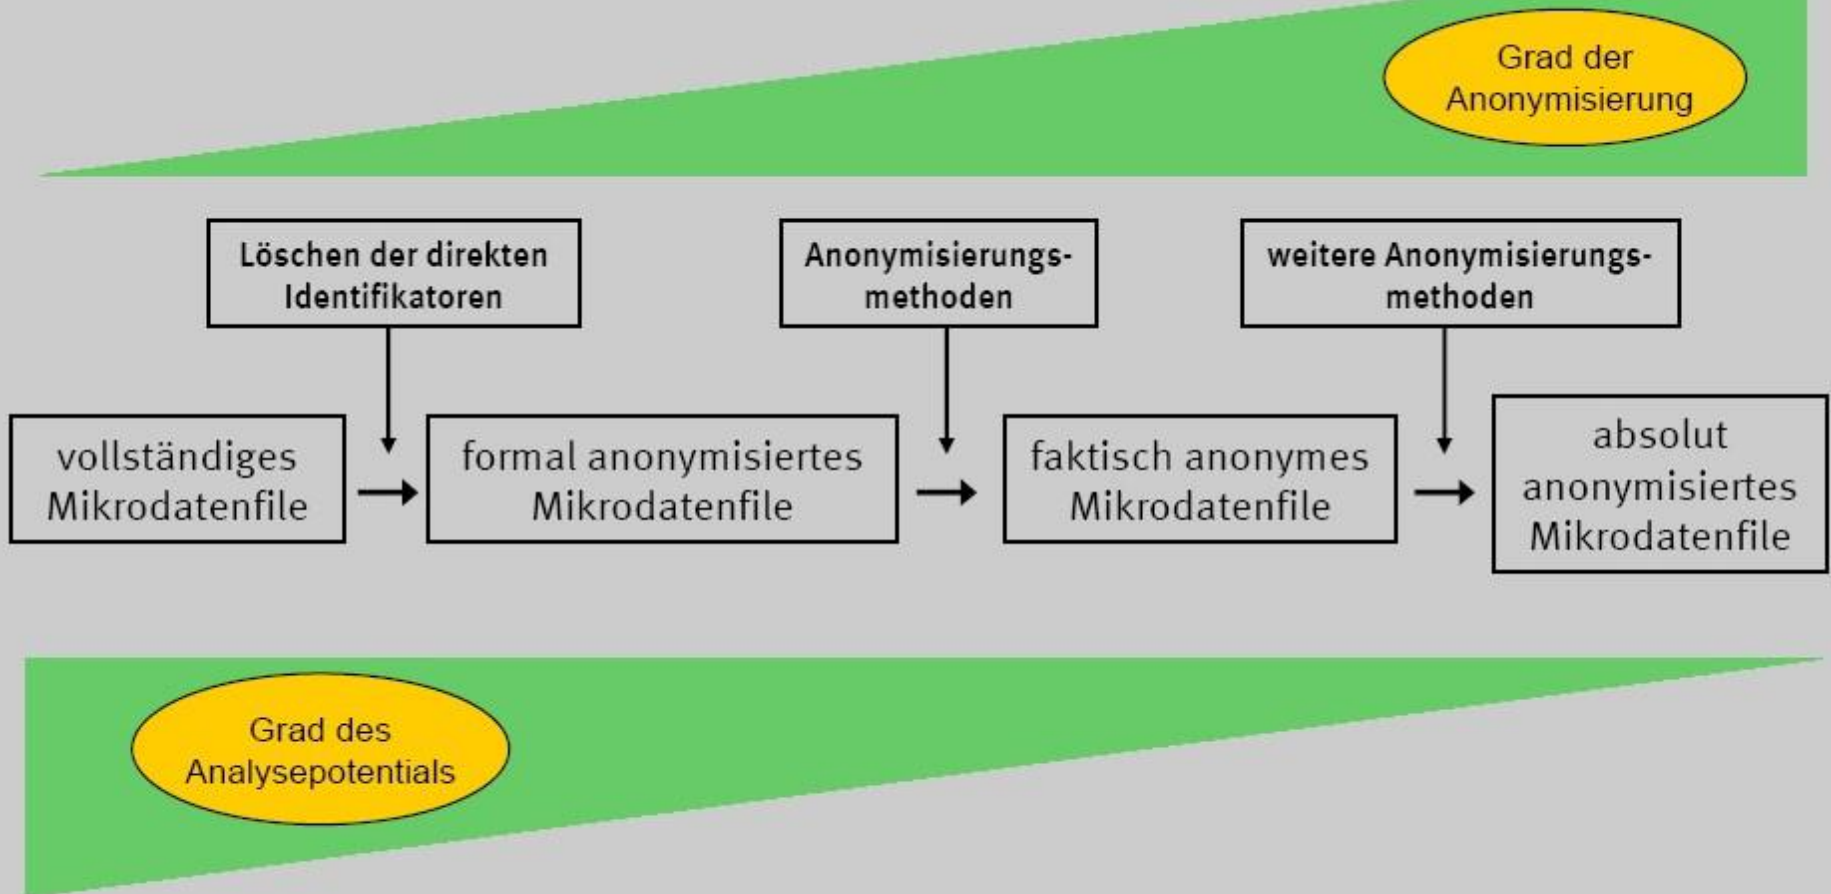 Grad der
Anonymisierung
Löschen der direkten
Identifikatoren
Anonymisierungs-
methoden
weitere Anonymisierungs-
methoden
vollständiges
Mikrodatenfile
formal anonymisiertes
Mikrodatenfile
faktisch anonymes
Mikrodatenfile
absolut
anonymisiertes
Mikrodatenfile
Grad des
Analysepotentials